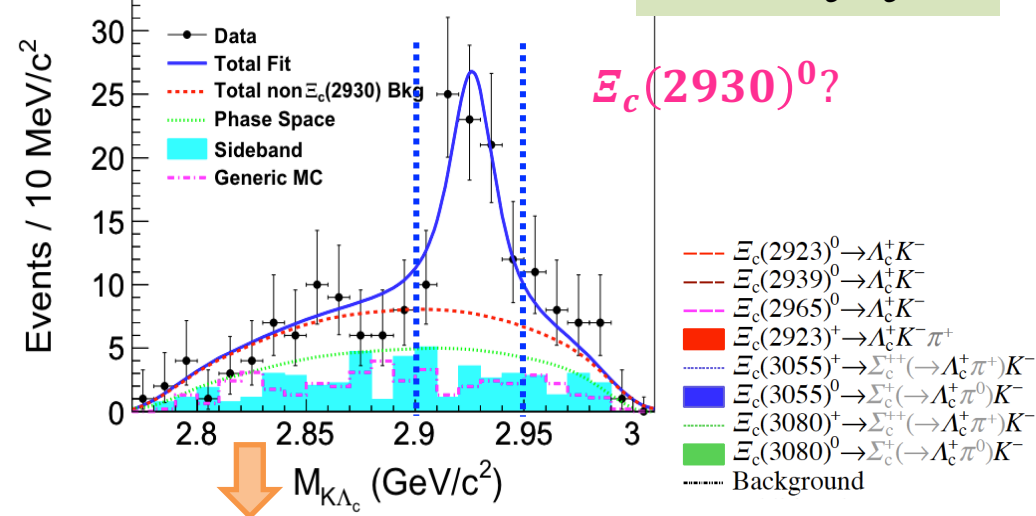 30
25
20
15
10
5
0
Events / 10 MeV/c²
Data
Total Fit
Total non Ξc(2930) Bkg
Phase Space
Sideband
Generic MC
Ξc(2930)⁰?
2.8 2.85 2.9 2.95 3
M_KΛc (GeV/c²)
Ξc(2923)⁰→Λc⁺K⁻
Ξc(2939)⁰→Λc⁺K⁻
Ξc(2965)⁰→Λc⁺K⁻
Ξc(2923)⁺→Λc⁺K⁻π⁺
Ξc(3055)⁺→Σc⁺⁺(→Λc⁺π⁺)K⁻
Ξc(3055)⁰→Σc⁺(→Λc⁺π⁰)K⁻
Ξc(3080)⁺→Σc⁺⁺(→Λc⁺π⁺)K⁻
Ξc(3080)⁰→Σc⁺(→Λc⁺π⁰)K⁻
Background